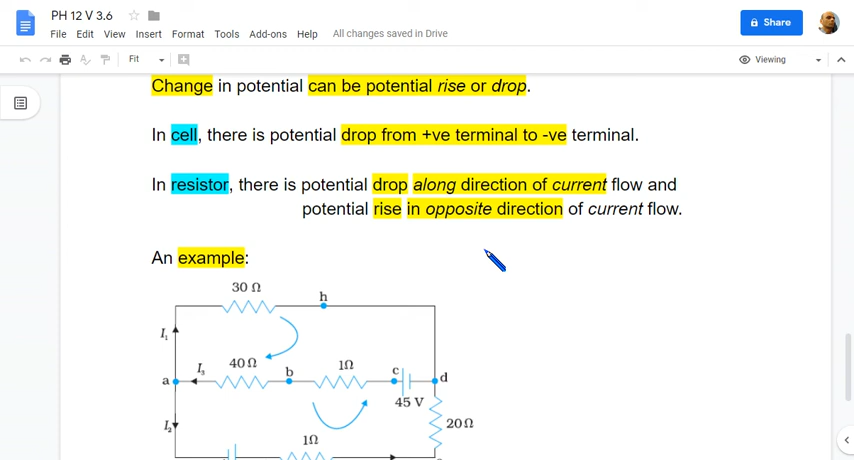 PH 12 V 3.6
File Edit View Insert Format Tools Add-ons Help All changes saved in Drive
Share
Fit
Viewing
Change in potential can be potential rise or drop.
In cell, there is potential drop from +ve terminal to -ve terminal.
In resistor, there is potential drop along direction of current flow and
potential rise in opposite direction of current flow.
An example:
30 Ω
h
I₁
40Ω
1Ω
I₃
b
c
a
d
45 V
I₂
20Ω
1Ω